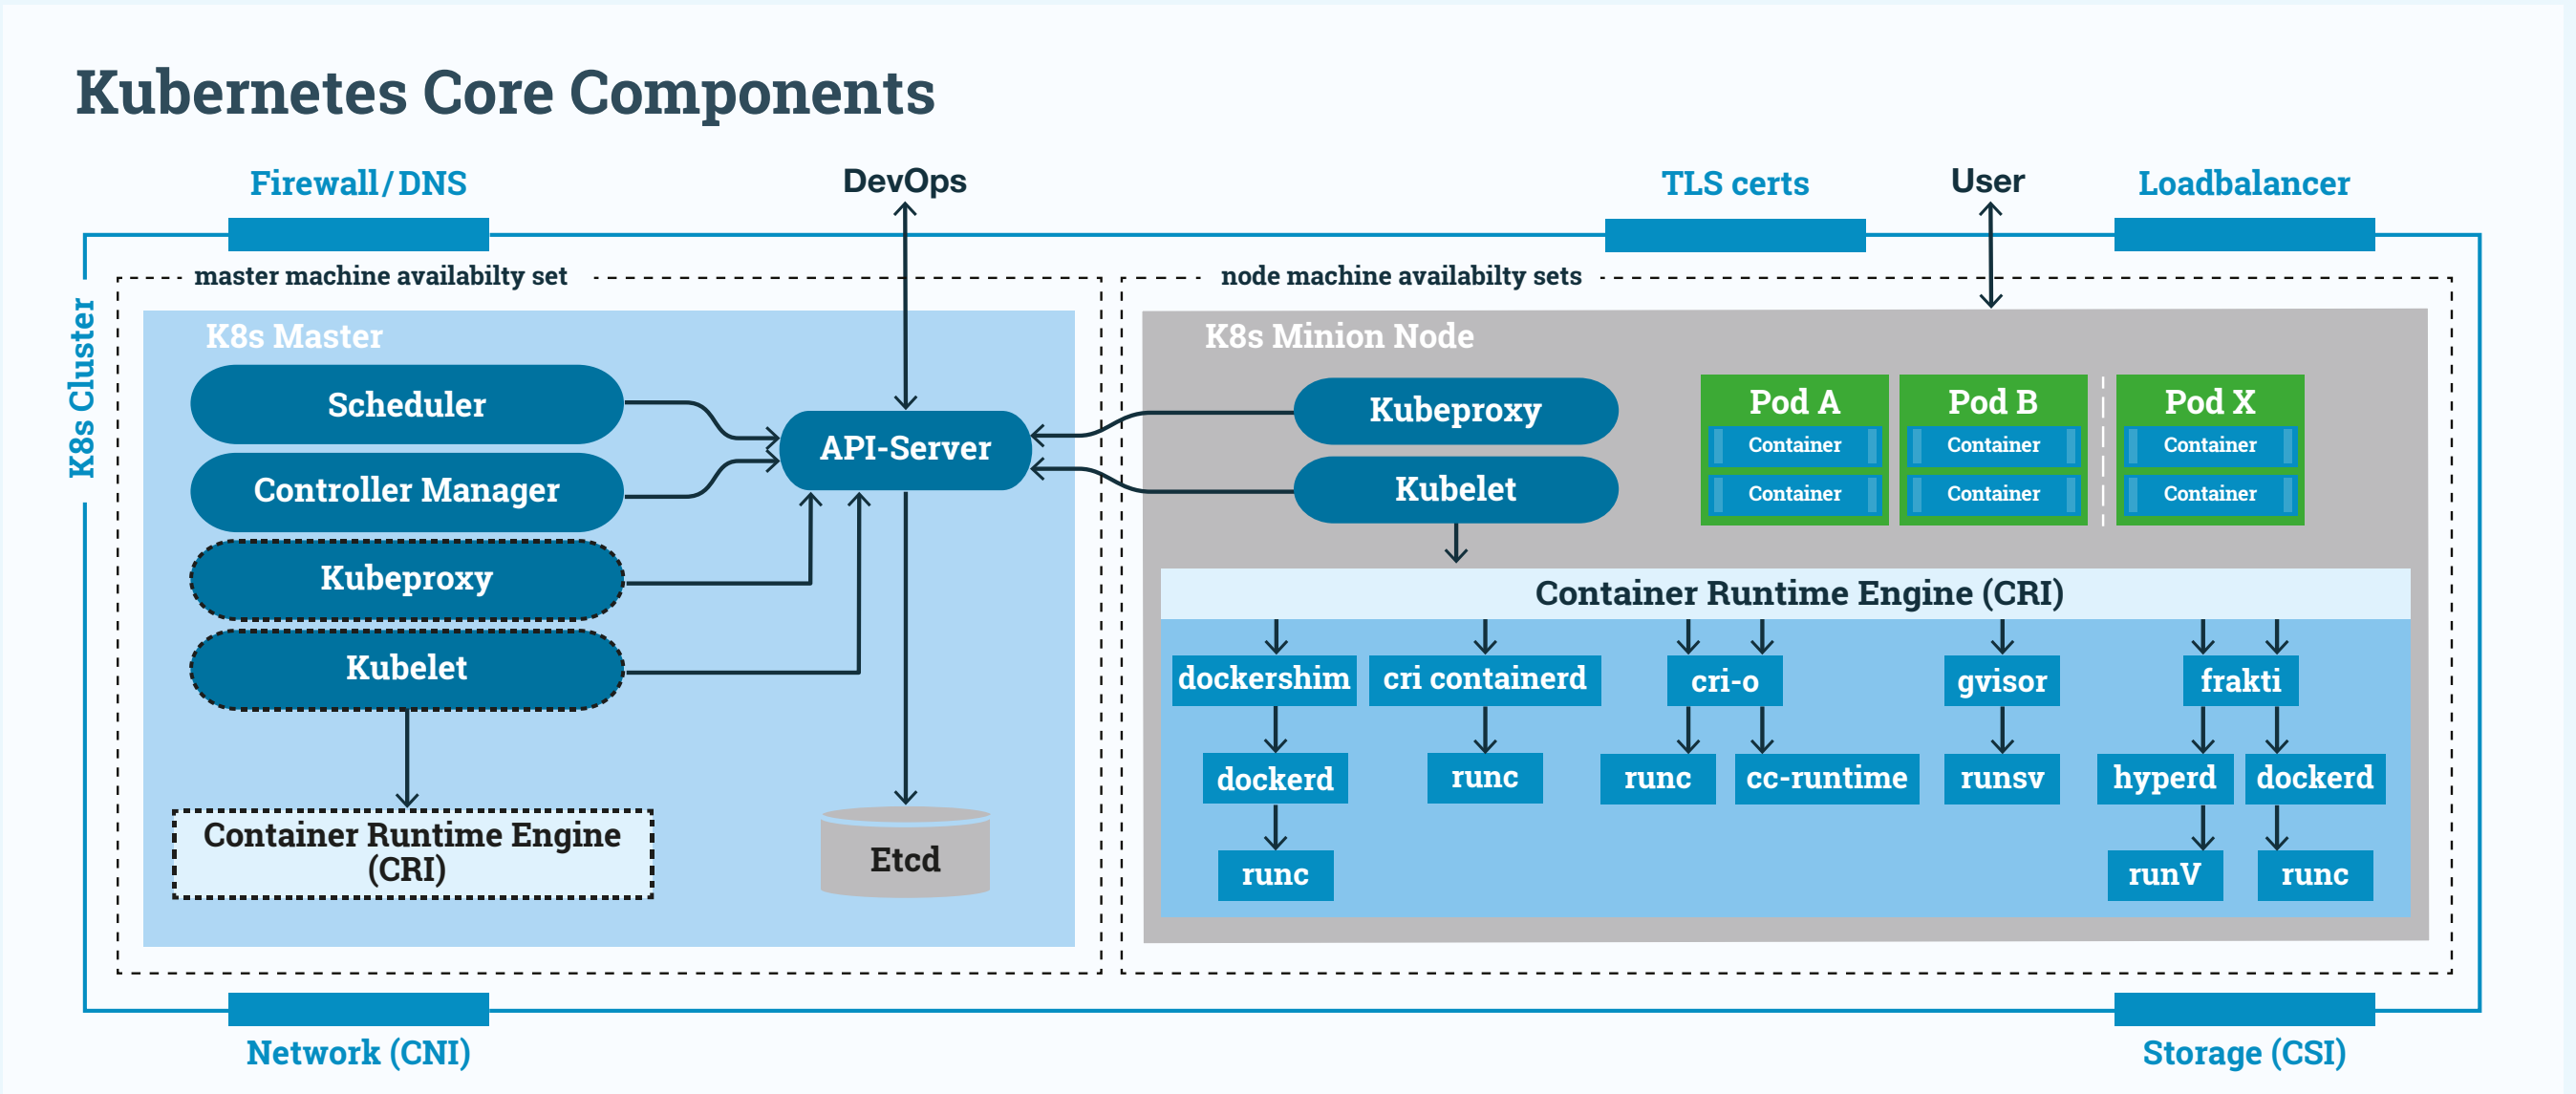 Kubernetes Core Components
Firewall/DNS
DevOps
TLS certs
User
Loadbalancer
K8s Cluster
master machine availabilty set
node machine availabilty sets
K8s Master
Scheduler
Controller Manager
Kubeproxy
Kubelet
Container Runtime Engine
(CRI)
API-Server
Etcd
K8s Minion Node
Kubeproxy
Kubelet
Pod A
Container
Container
Pod B
Container
Container
Pod X
Container
Container
Container Runtime Engine (CRI)
dockershim
cri containerd
cri-o
gvisor
frakti
dockerd
runc
runc
cc-runtime
runsv
hyperd
dockerd
runc
runV
runc
Network (CNI)
Storage (CSI)